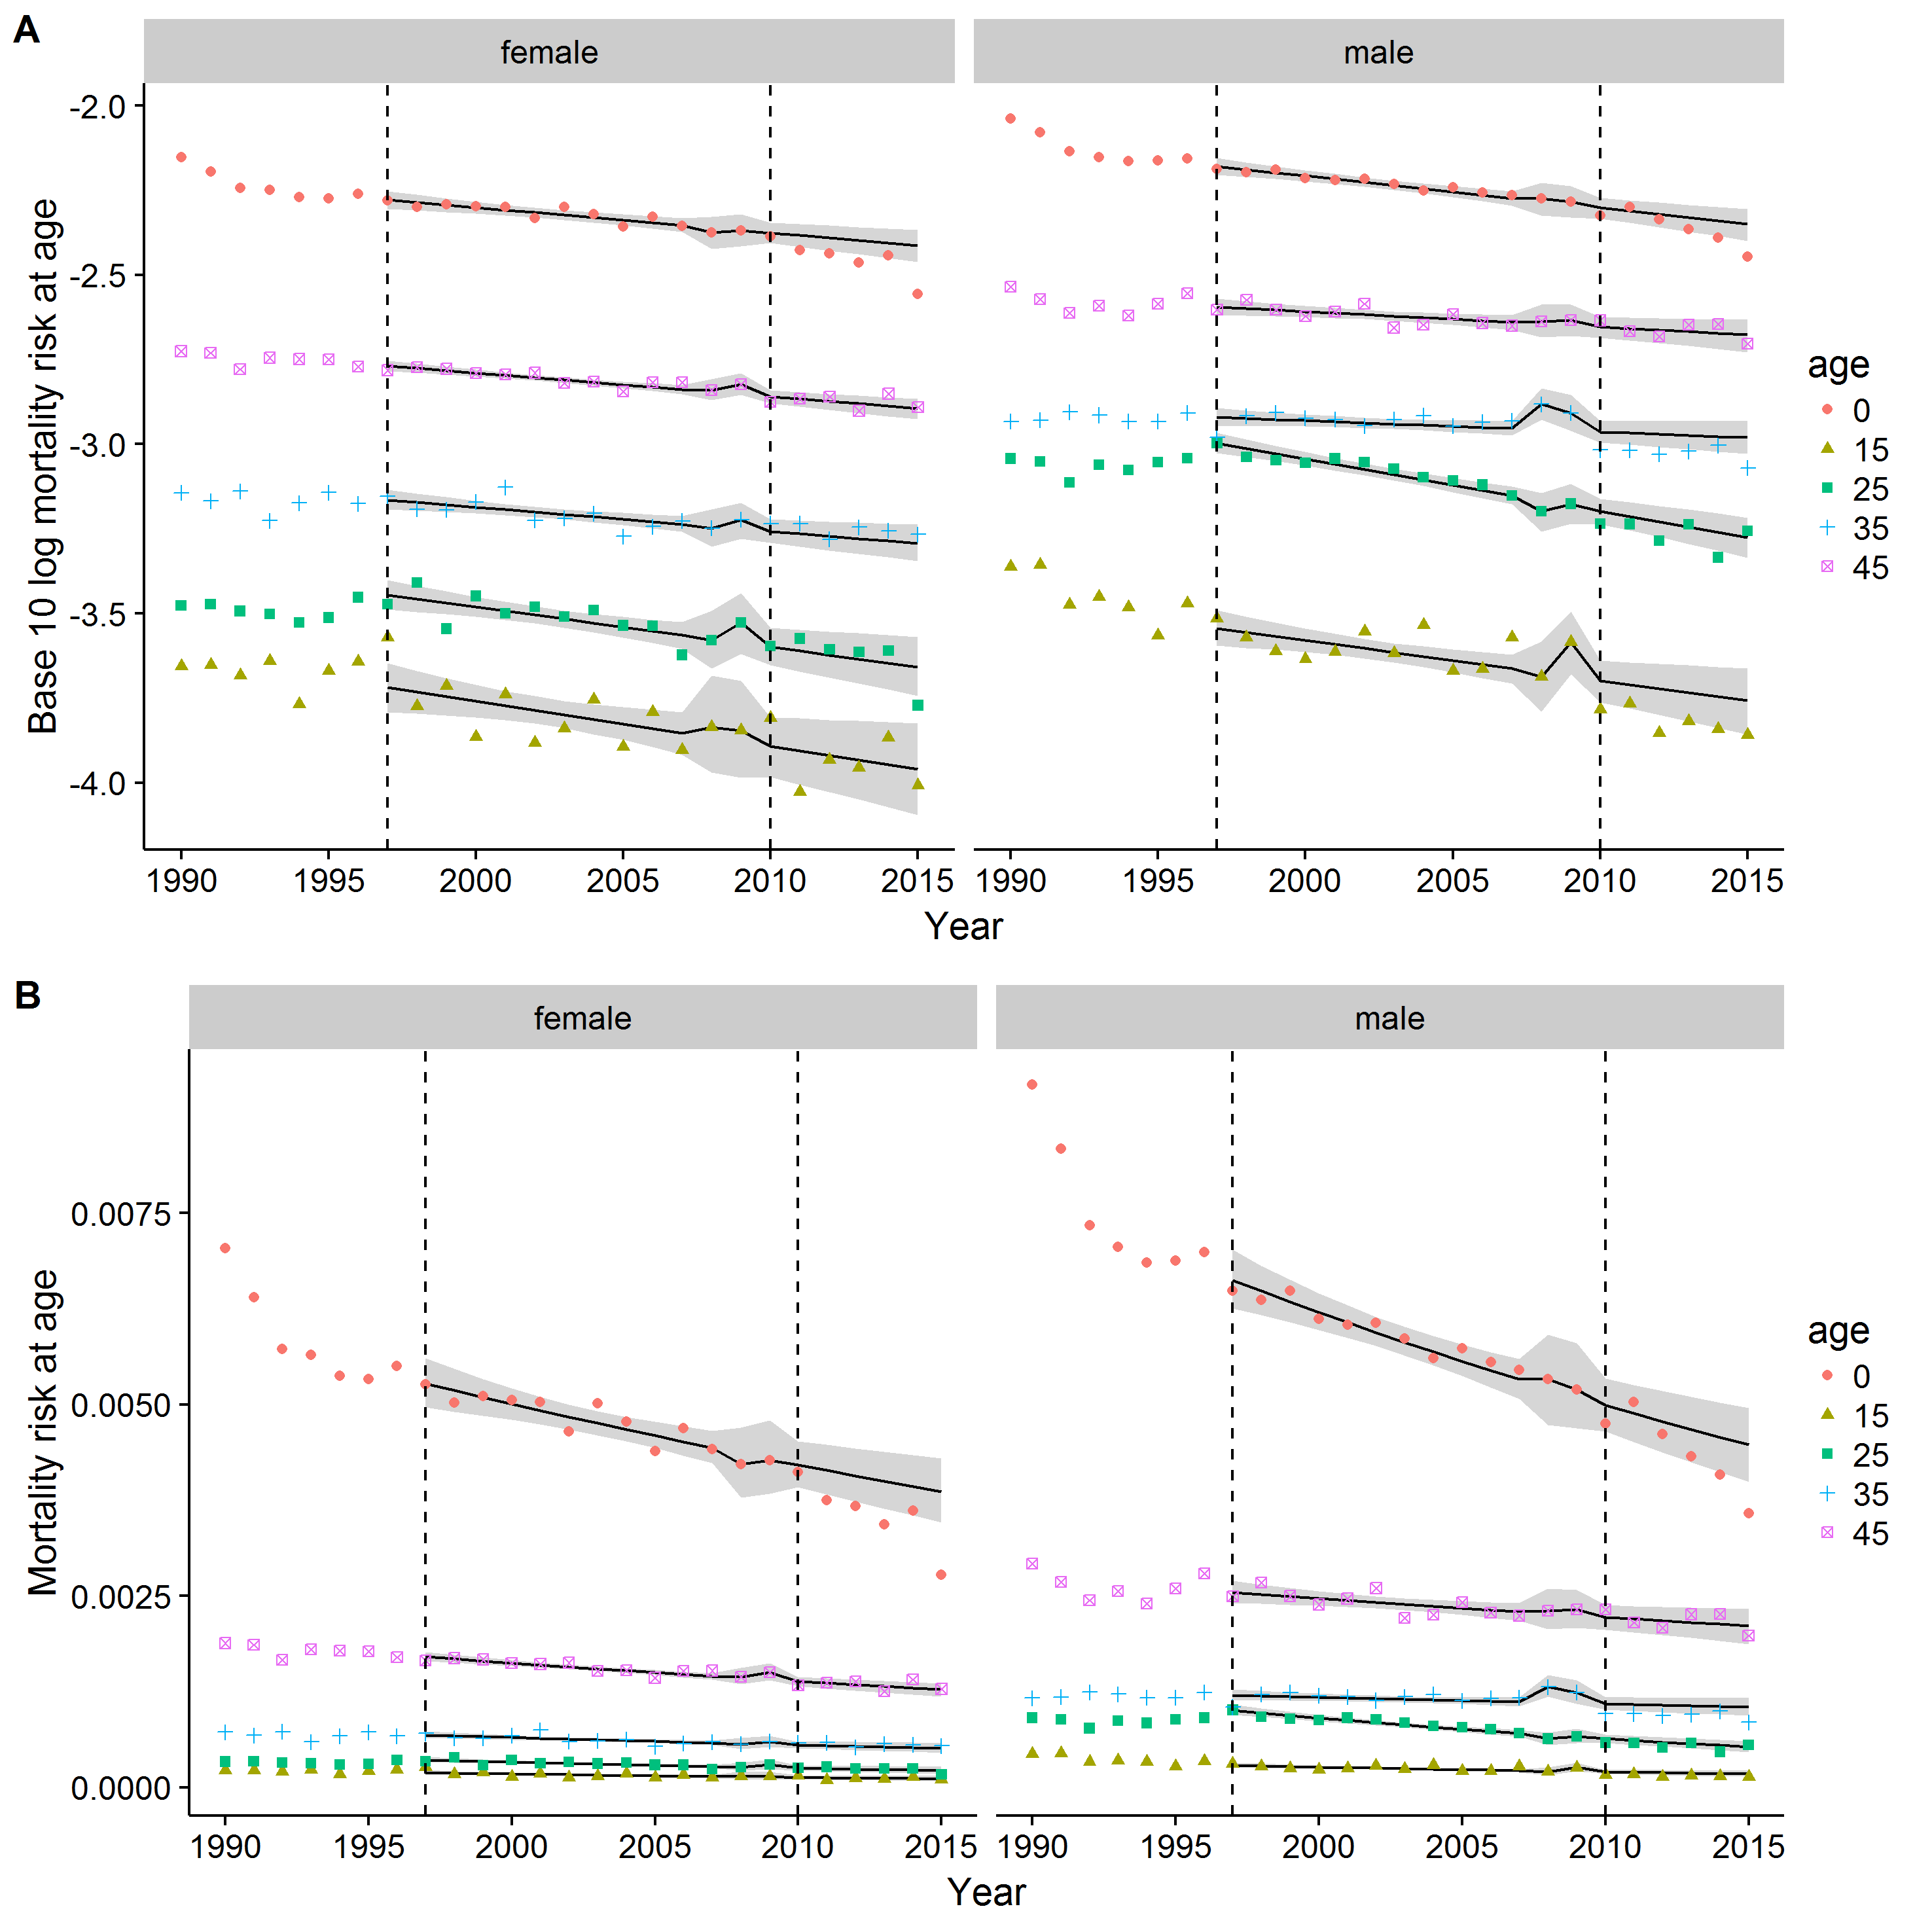 A
female male
Base 10 log mortality risk at age
-2.0
-2.5
-3.0
-3.5
-4.0
1990 1995 2000 2005 2010 2015 1990 1995 2000 2005 2010 2015
Year
age
0
15
25
35
45
B
female male
Mortality risk at age
0.0075
0.0050
0.0025
0.0000
1990 1995 2000 2005 2010 2015 1990 1995 2000 2005 2010 2015
Year
age
0
15
25
35
45